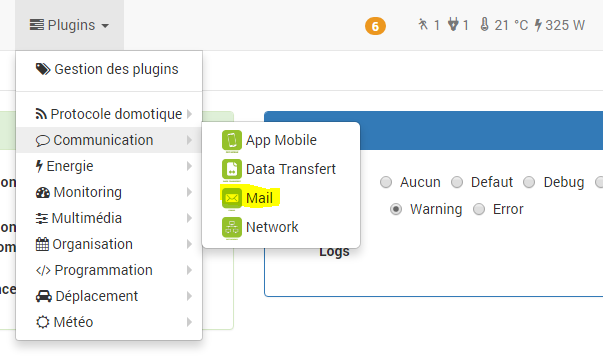 Plugins
6
1 1 21 °C 325 W
Gestion des plugins
Protocole domotique
Communication
App Mobile
Energie
Data Transfert
on
Aucun Defaut Debug
Monitoring
Mail
Multimédia
Warning Error
Network
on
Organisation
om
Logs
Programmation
ce
Déplacement
Météo